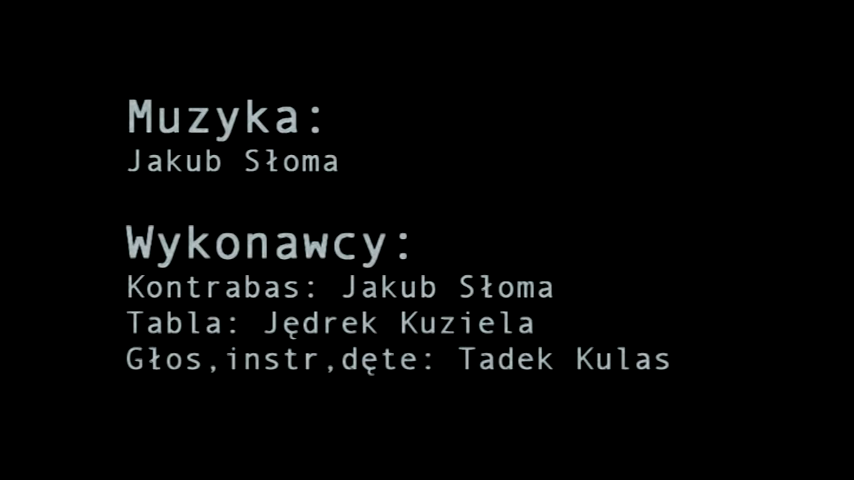 Muzyka:
Jakub Słoma
Wykonawcy:
Kontrabas: Jakub Słoma
Tabla: Jędrek Kuziela
Głos,instr,dęte: Tadek Kulas